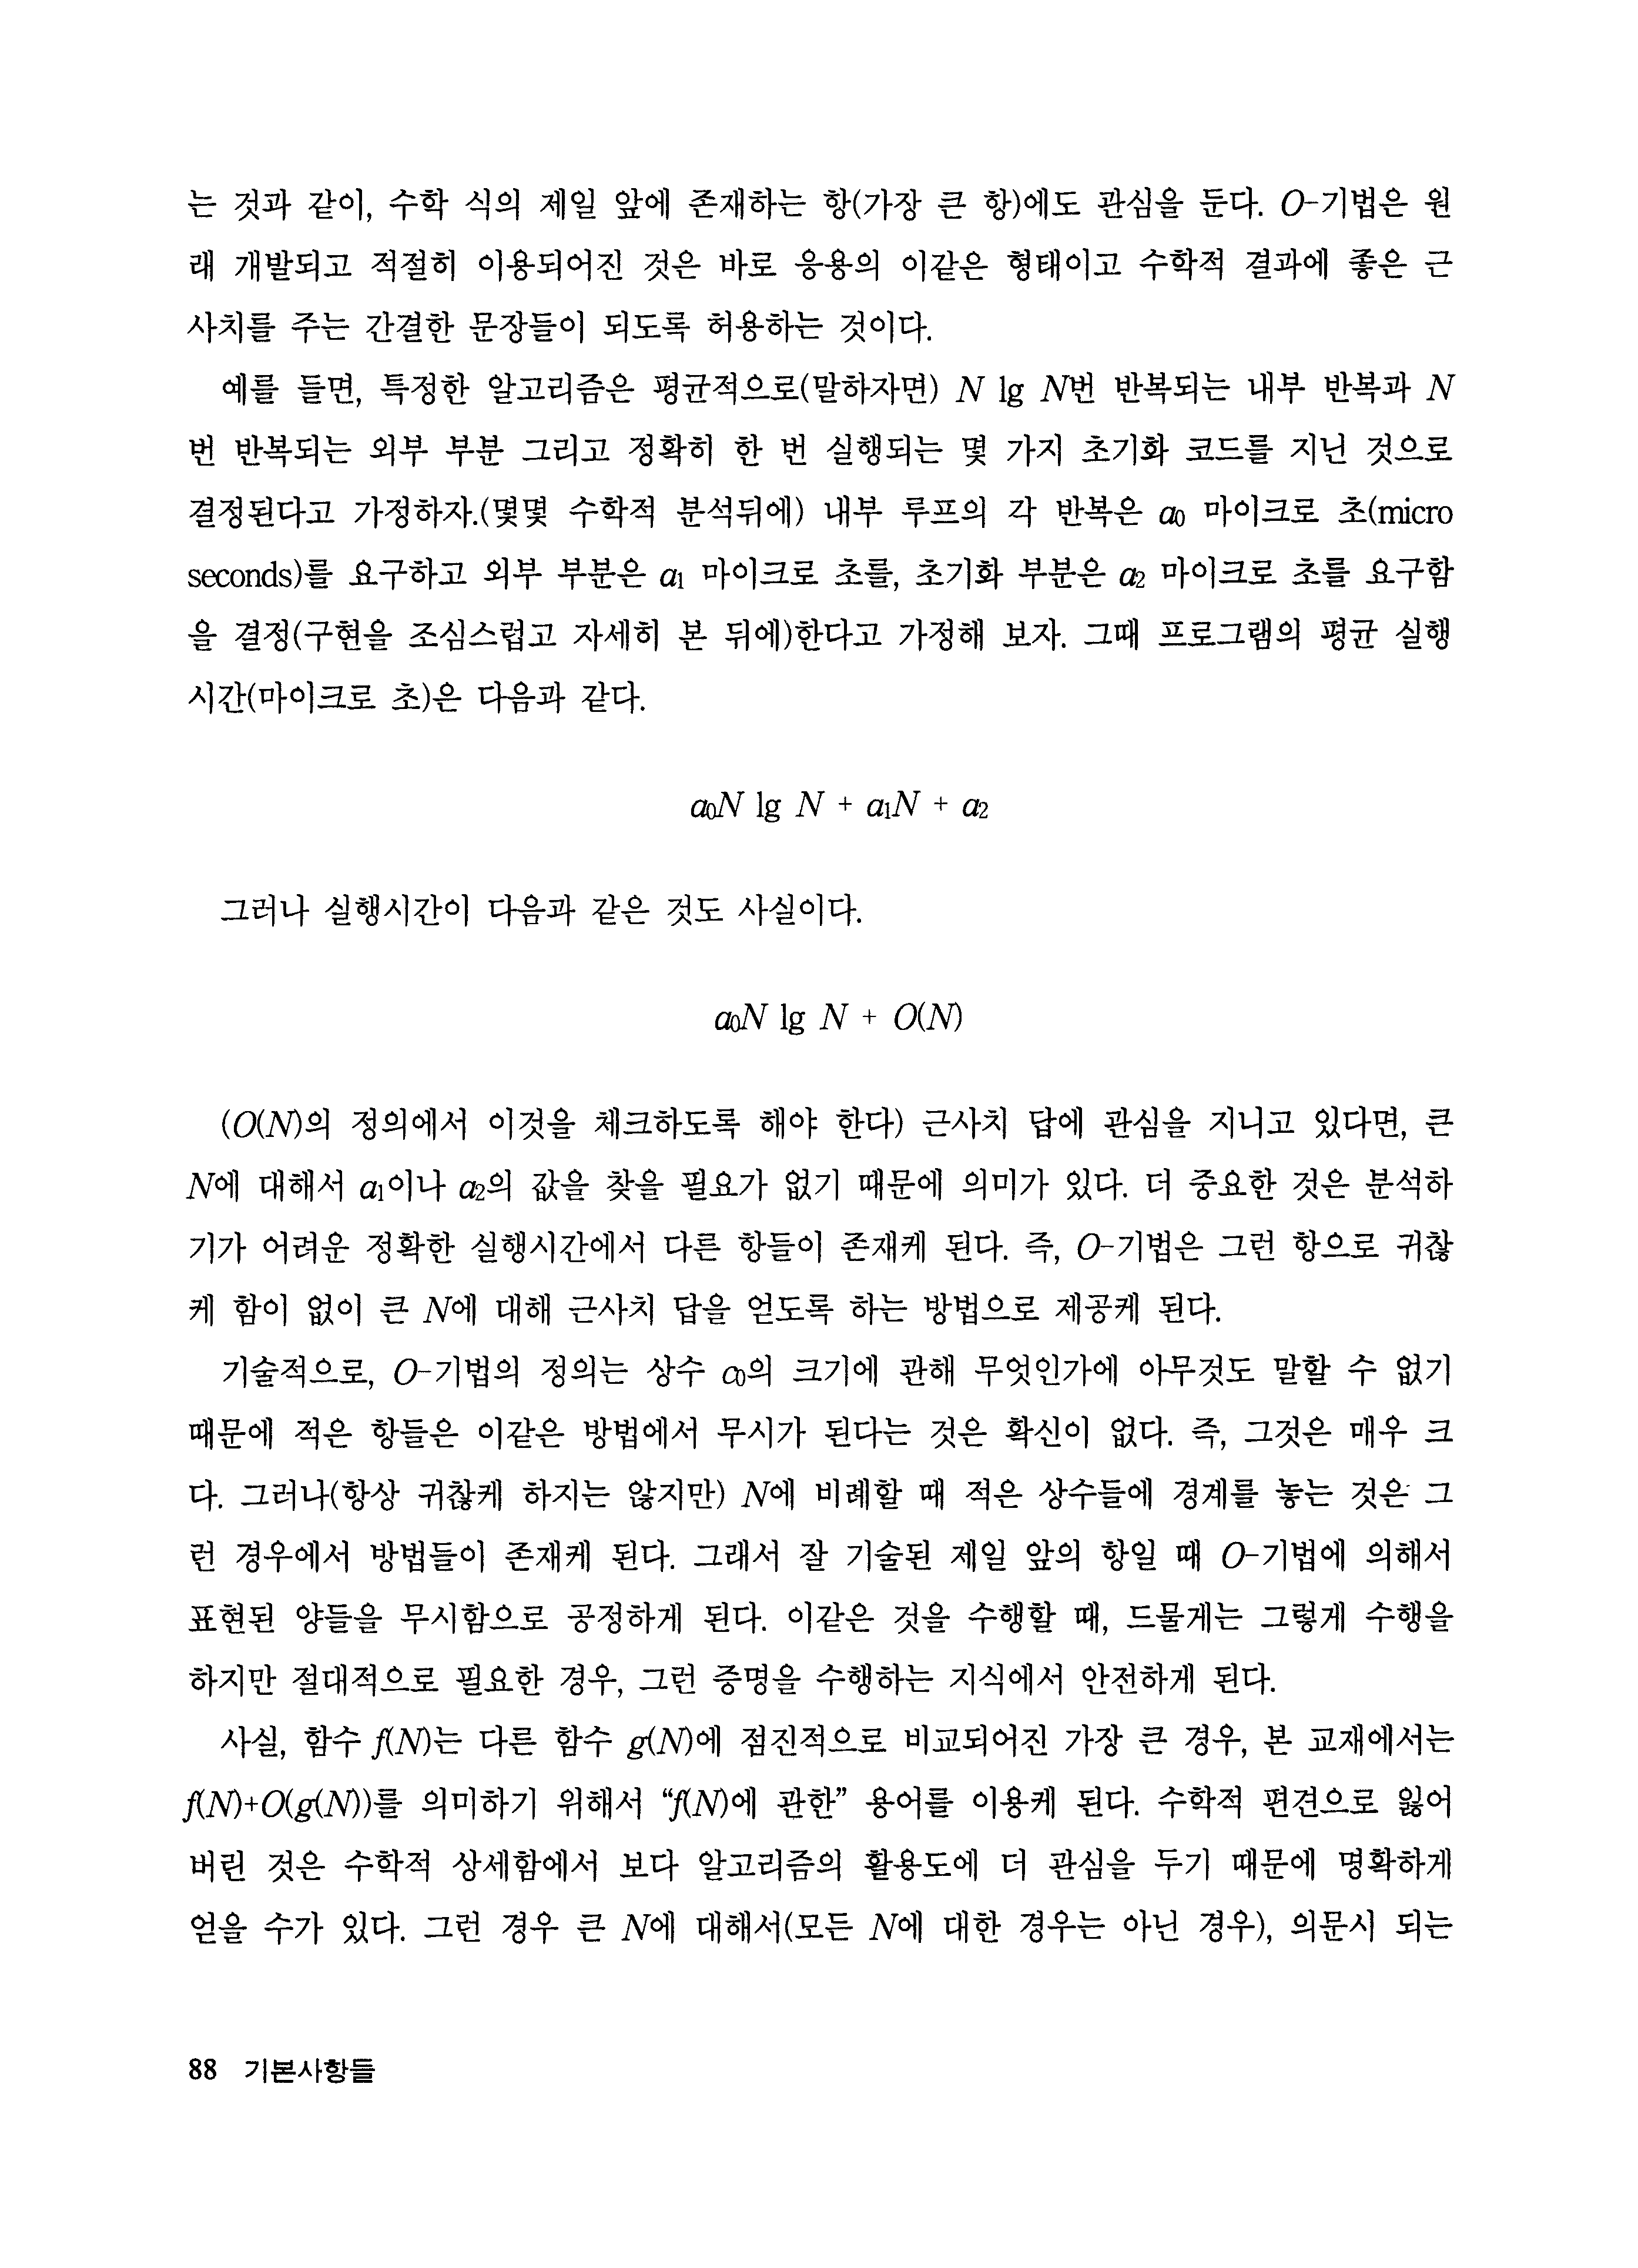 는 것과 같이, 수학 식의 제일 앞에 존재하는 항(가장 큰 항)에도 관심을 둔다. O-기법은 원
래 개발되고 적절히 이용되어진 것은 바로 응용의 이같은 형태이고 수학적 결과에 좋은 근
사치를 주는 간결한 문장들이 되도록 허용하는 것이다.
예를 들면, 특정한 알고리즘은 평균적으로(말하자면) N lg N번 반복되는 내부 반복과 N
번 반복되는 외부 부분 그리고 정확히 한 번 실행되는 몇 가지 초기화 코드를 지닌 것으로
결정된다고 가정하자.(몇몇 수학적 분석뒤에) 내부 루프의 각 반복은 a₀ 마이크로 초(micro
seconds)를 요구하고 외부 부분은 a₁ 마이크로 초를, 초기화 부분은 a₂ 마이크로 초를 요구함
을 결정(구현을 조심스럽고 자세히 본 뒤에)한다고 가정해 보자. 그때 프로그램의 평균 실행
시간(마이크로 초)은 다음과 같다.
a₀N lg N + a₁N + a₂
그러나 실행시간이 다음과 같은 것도 사실이다.
a₀N lg N + O(N)
(O(N)의 정의에서 이것을 체크하도록 해야 한다) 근사치 답에 관심을 지니고 있다면, 큰
N에 대해서 a₁이나 a₂의 값을 찾을 필요가 없기 때문에 의미가 있다. 더 중요한 것은 분석하
기가 어려운 정확한 실행시간에서 다른 항들이 존재케 된다. 즉, O-기법은 그런 항으로 귀찮
케 함이 없이 큰 N에 대해 근사치 답을 얻도록 하는 방법으로 제공케 된다.
기술적으로, O-기법의 정의는 상수 c₀의 크기에 관해 무엇인가에 아무것도 말할 수 없기
때문에 적은 항들은 이같은 방법에서 무시가 된다는 것은 확신이 없다. 즉, 그것은 매우 크
다. 그러나(항상 귀찮케 하지는 않지만) N에 비례할 때 적은 상수들에 경계를 놓는 것은 그
런 경우에서 방법들이 존재케 된다. 그래서 잘 기술된 제일 앞의 항일 때 O-기법에 의해서
표현된 양들을 무시함으로 공정하게 된다. 이같은 것을 수행할 때, 드물게는 그렇게 수행을
하지만 절대적으로 필요한 경우, 그런 증명을 수행하는 지식에서 안전하게 된다.
사실, 함수 f(N)는 다른 함수 g(N)에 점진적으로 비교되어진 가장 큰 경우, 본 교재에서는
f(N)+O(g(N))를 의미하기 위해서 “f(N)에 관한” 용어를 이용케 된다. 수학적 편견으로 잃어
버린 것은 수학적 상세함에서 보다 알고리즘의 활용도에 더 관심을 두기 때문에 명확하게
얻을 수가 있다. 그런 경우 큰 N에 대해서(모든 N에 대한 경우는 아닌 경우), 의문시 되는
88 기본사항들